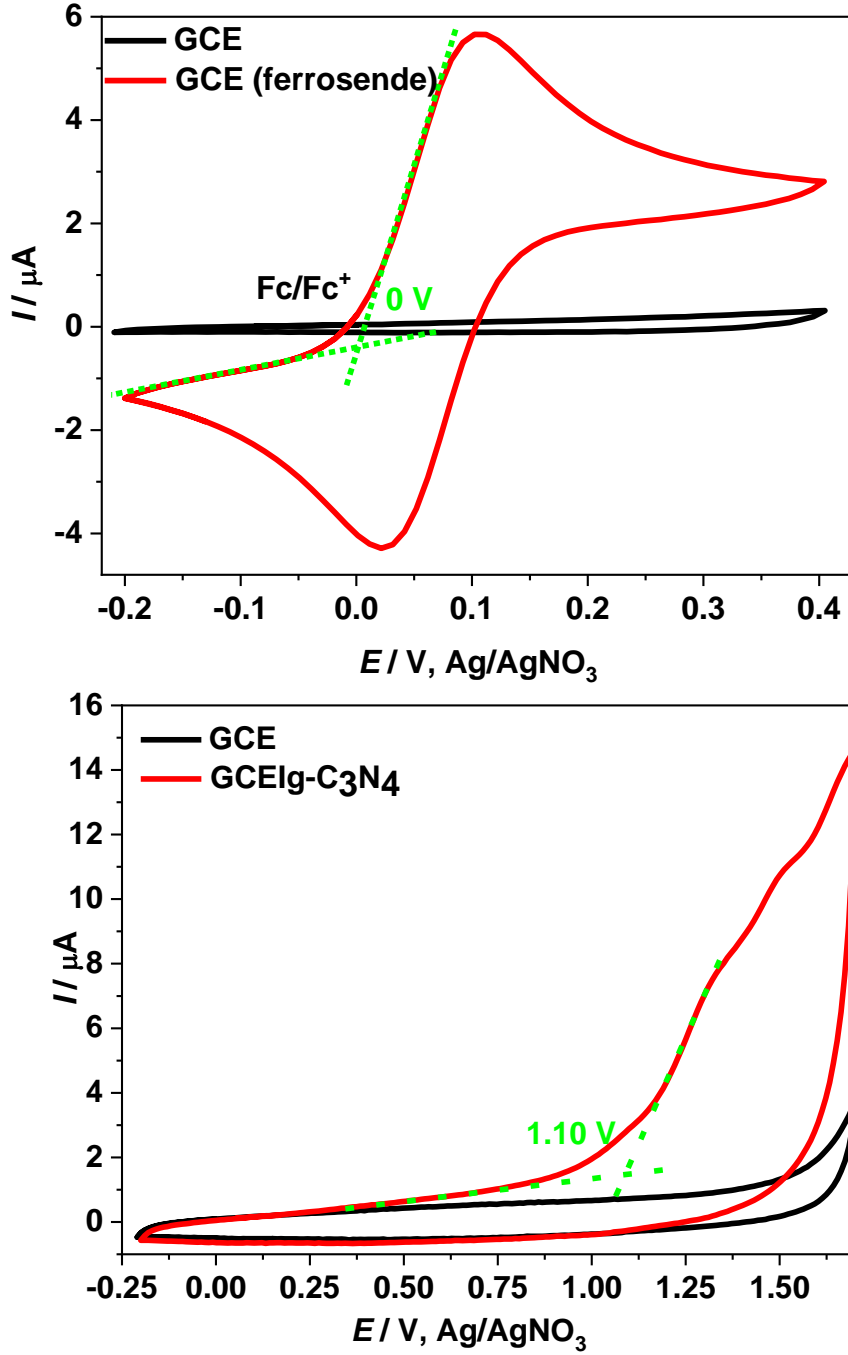 6
4
2
0
-2
-4
I / μA
GCE
GCE (ferrosende)
Fc/Fc+
0 V
-0.2 -0.1 0.0 0.1 0.2 0.3 0.4
E / V, Ag/AgNO3
16
14
12
10
8
6
4
2
0
I / μA
GCE
GCEIg-C3N4
1.10 V
-0.25 0.00 0.25 0.50 0.75 1.00 1.25 1.50
E / V, Ag/AgNO3